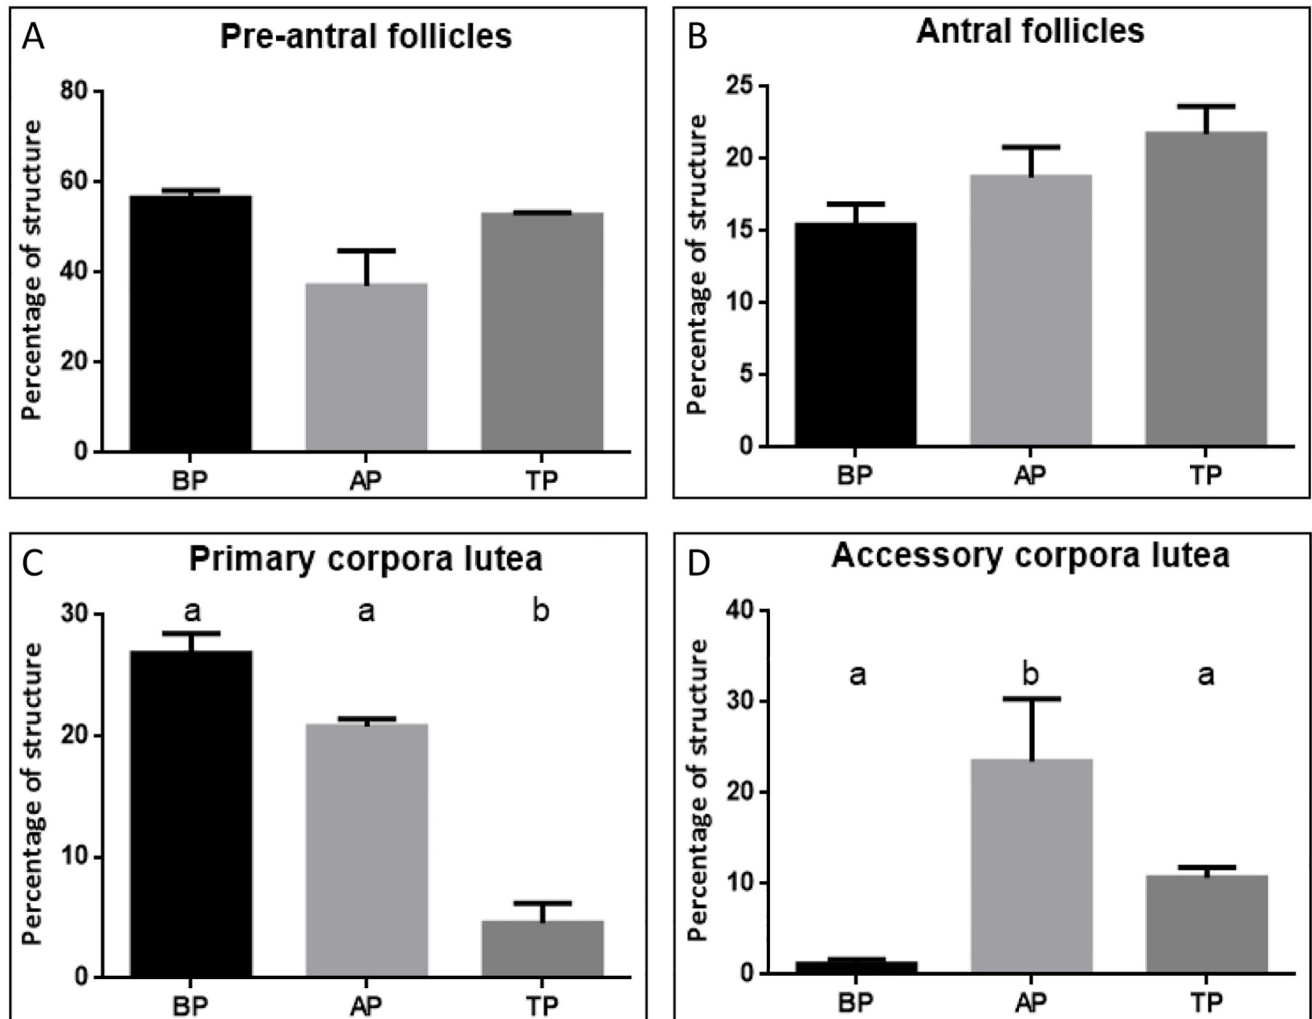 A
Pre-antral follicles
Percentage of structure
80
60
40
20
0
BP AP TP
B
Antral follicles
Percentage of structure
25
20
15
10
5
0
BP AP TP
C
Primary corpora lutea
Percentage of structure
30
20
10
0
a a b
BP AP TP
D
Accessory corpora lutea
Percentage of structure
40
30
20
10
0
a b a
BP AP TP